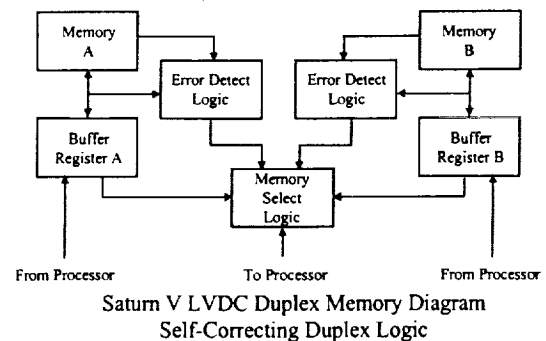 Memory
A
Memory
B
Error Detect
Logic
Error Detect
Logic
Buffer
Register A
Buffer
Register B
Memory
Select
Logic
From Processor
To Processor
From Processor
Saturn V LVDC Duplex Memory Diagram
Self-Correcting Duplex Logic